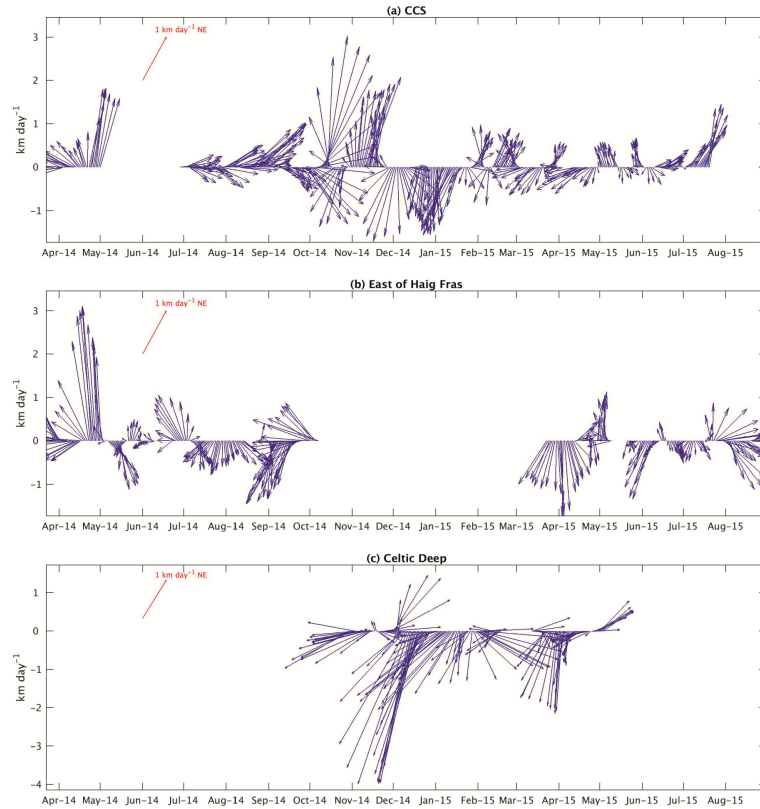 (a) CCS
1 km day⁻¹ NE
km day⁻¹
3
2
1
0
-1
Apr-14 May-14 Jun-14 Jul-14 Aug-14 Sep-14 Oct-14 Nov-14 Dec-14 Jan-15 Feb-15 Mar-15 Apr-15 May-15 Jun-15 Jul-15 Aug-15
(b) East of Haig Fras
1 km day⁻¹ NE
km day⁻¹
3
2
1
0
-1
Apr-14 May-14 Jun-14 Jul-14 Aug-14 Sep-14 Oct-14 Nov-14 Dec-14 Jan-15 Feb-15 Mar-15 Apr-15 May-15 Jun-15 Jul-15 Aug-15
(c) Celtic Deep
1 km day⁻¹ NE
km day⁻¹
1
0
-1
-2
-3
-4
Apr-14 May-14 Jun-14 Jul-14 Aug-14 Sep-14 Oct-14 Nov-14 Dec-14 Jan-15 Feb-15 Mar-15 Apr-15 May-15 Jun-15 Jul-15 Aug-15